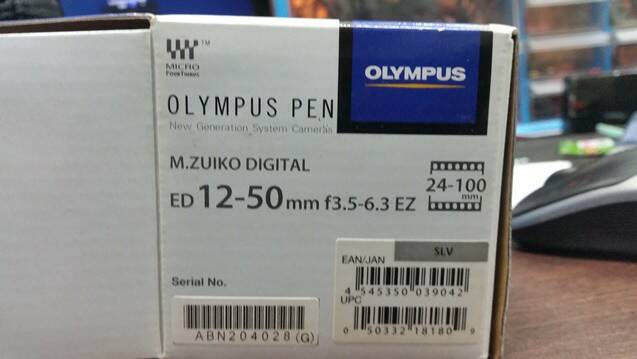 TM
MICRO
FOUR THIRDS
OLYMPUS
OLYMPUS PEN
New Generation System Cameras
M.ZUIKO DIGITAL
24-100
mm
ED 12-50mm f3.5-6.3 EZ
SLV
EAN/JAN
4 545350 039042
UPC
0 50332 18180 9
Serial No.
ABN204028(G)